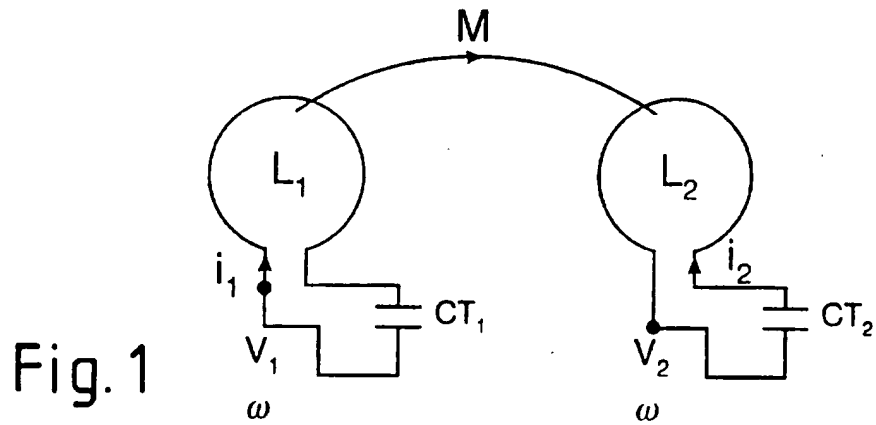 M
L₁
L₂
i₁
i₂
CT₁
CT₂
V₁
V₂
Fig. 1
ω
ω